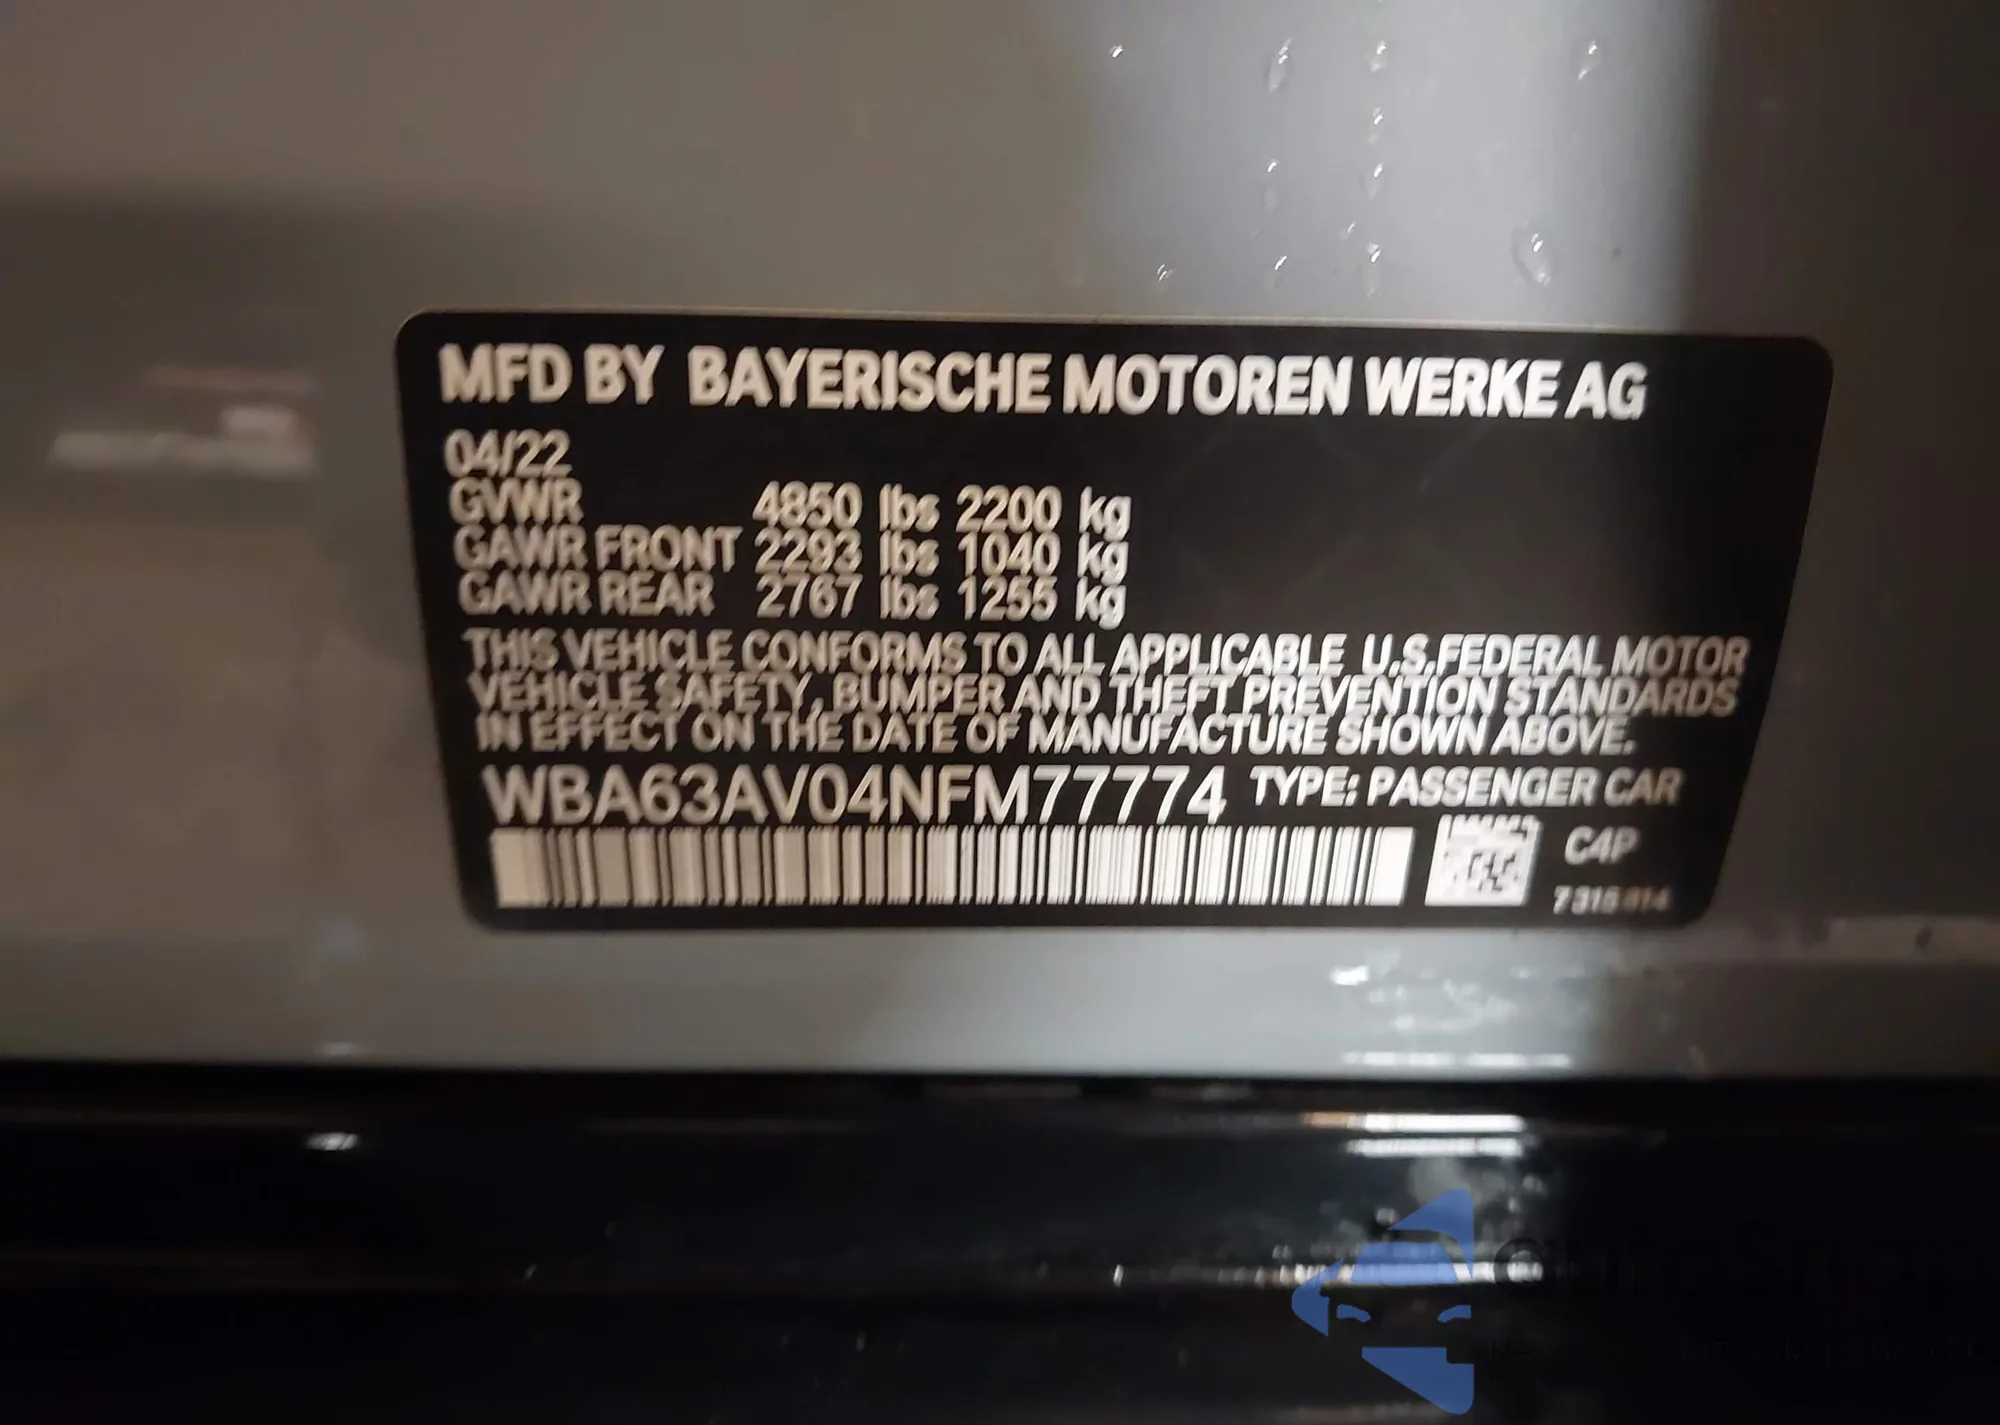 MFD BY BAYERISCHE MOTOREN WERKE AG
04/22
GVWR 4850 lbs 2200 kg
GAWR FRONT 2293 lbs 1040 kg
GAWR REAR 2767 lbs 1255 kg
THIS VEHICLE CONFORMS TO ALL APPLICABLE U.S.FEDERAL MOTOR
VEHICLE SAFETY, BUMPER AND THEFT PREVENTION STANDARDS
IN EFFECT ON THE DATE OF MANUFACTURE SHOWN ABOVE.
WBA63AV04NFM77774 TYPE: PASSENGER CAR
C4P